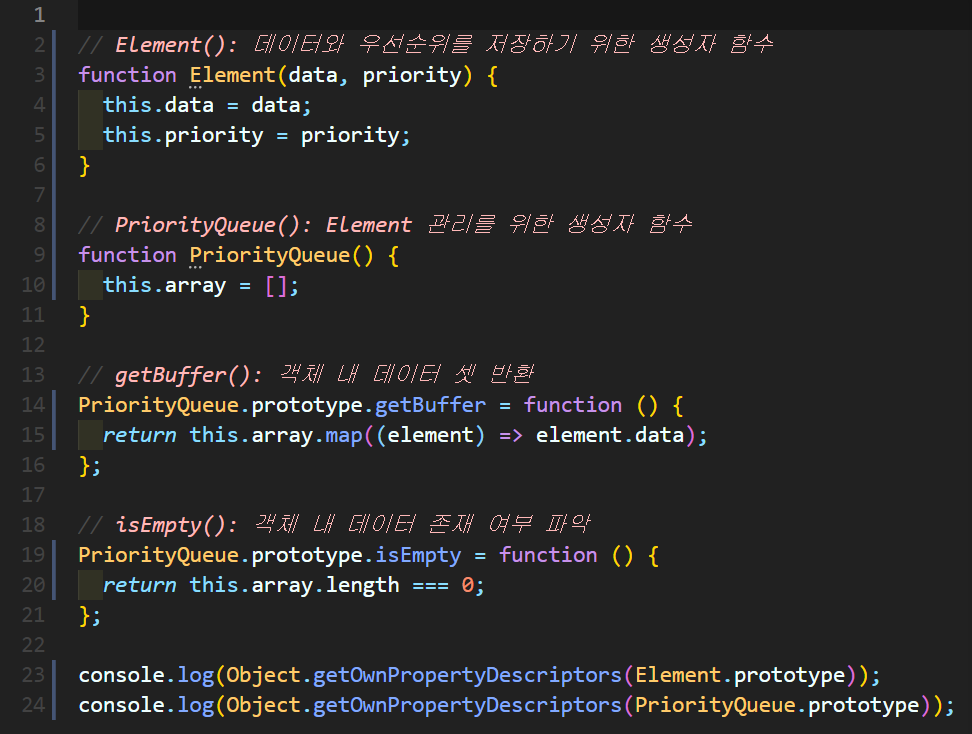 1
2 // Element(): 데이터와 우선순위를 저장하기 위한 생성자 함수
3 function Element(data, priority) {
4   this.data = data;
5   this.priority = priority;
6 }
7
8 // PriorityQueue(): Element 관리를 위한 생성자 함수
9 function PriorityQueue() {
10   this.array = [];
11 }
12
13 // getBuffer(): 객체 내 데이터 셋 반환
14 PriorityQueue.prototype.getBuffer = function () {
15   return this.array.map((element) => element.data);
16 };
17
18 // isEmpty(): 객체 내 데이터 존재 여부 파악
19 PriorityQueue.prototype.isEmpty = function () {
20   return this.array.length === 0;
21 };
22
23 console.log(Object.getOwnPropertyDescriptors(Element.prototype));
24 console.log(Object.getOwnPropertyDescriptors(PriorityQueue.prototype));